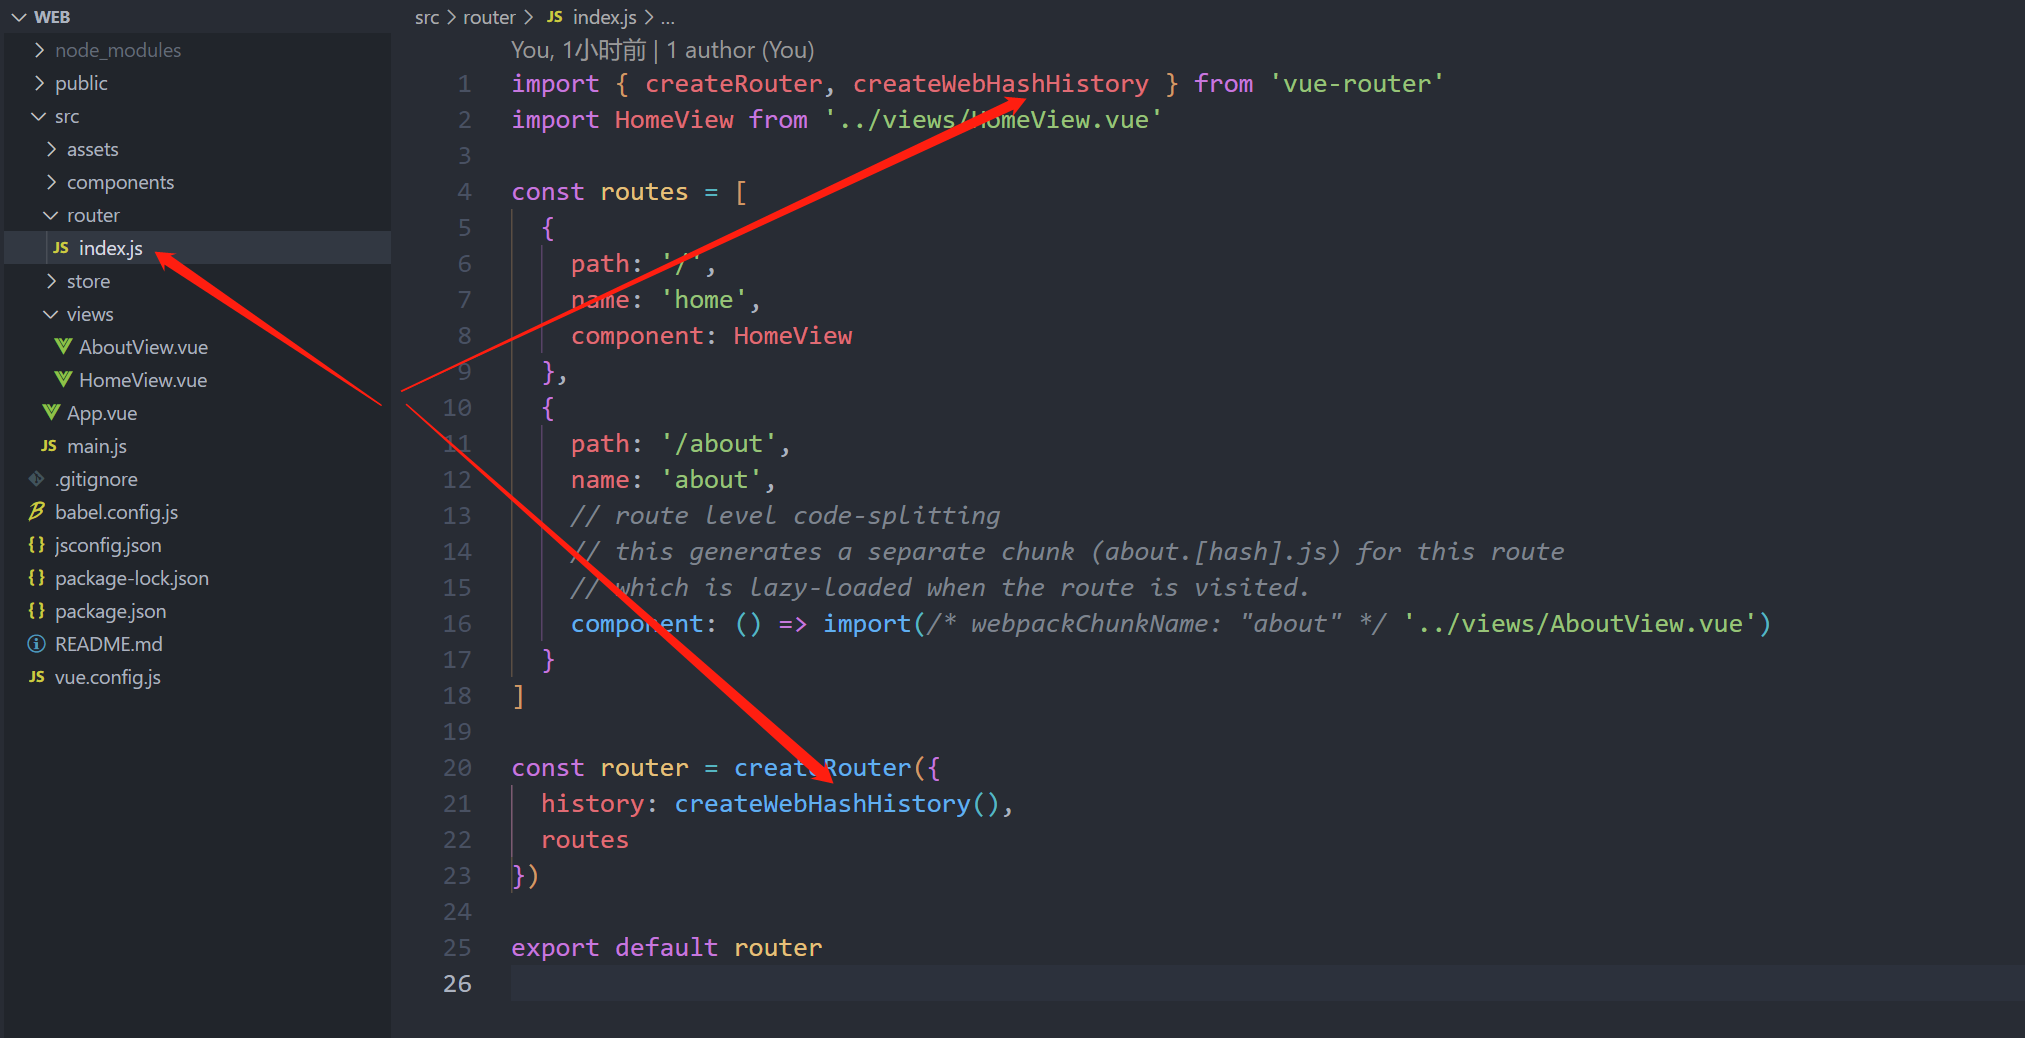 WEB
node_modules
public
src
assets
components
router
JS index.js
store
views
AboutView.vue
HomeView.vue
App.vue
JS main.js
.gitignore
babel.config.js
{} jsconfig.json
{} package-lock.json
{} package.json
README.md
JS vue.config.js
src > router > JS index.js > ...
You, 1小时前 | 1 author (You)
1 import { createRouter, createWebHashHistory } from 'vue-router'
2 import HomeView from '../views/HomeView.vue'
3
4 const routes = [
5 {
6 path: '/',
7 name: 'home',
8 component: HomeView
9 },
10 {
11 path: '/about',
12 name: 'about',
13 // route level code-splitting
14 // this generates a separate chunk (about.[hash].js) for this route
15 // which is lazy-loaded when the route is visited.
16 component: () => import(/* webpackChunkName: "about" */ '../views/AboutView.vue')
17 }
18 ]
19
20 const router = createRouter({
21 history: createWebHashHistory(),
22 routes
23 })
24
25 export default router
26